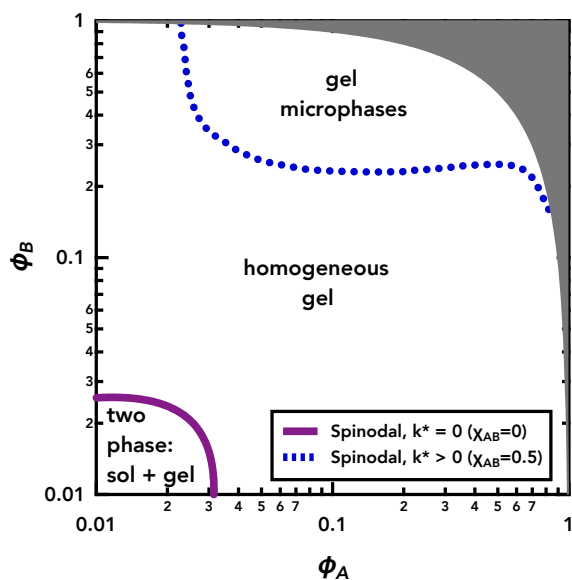 1
6
5
4
3
2
0.1
6
5
4
3
2
0.01
ϕB
gel
microphases
homogeneous
gel
two
phase:
sol + gel
Spinodal, k* = 0 (χAB=0)
Spinodal, k* > 0 (χAB=0.5)
0.01 2 3 4 5 6 7 0.1 2 3 4 5 6 7 1
ϕA